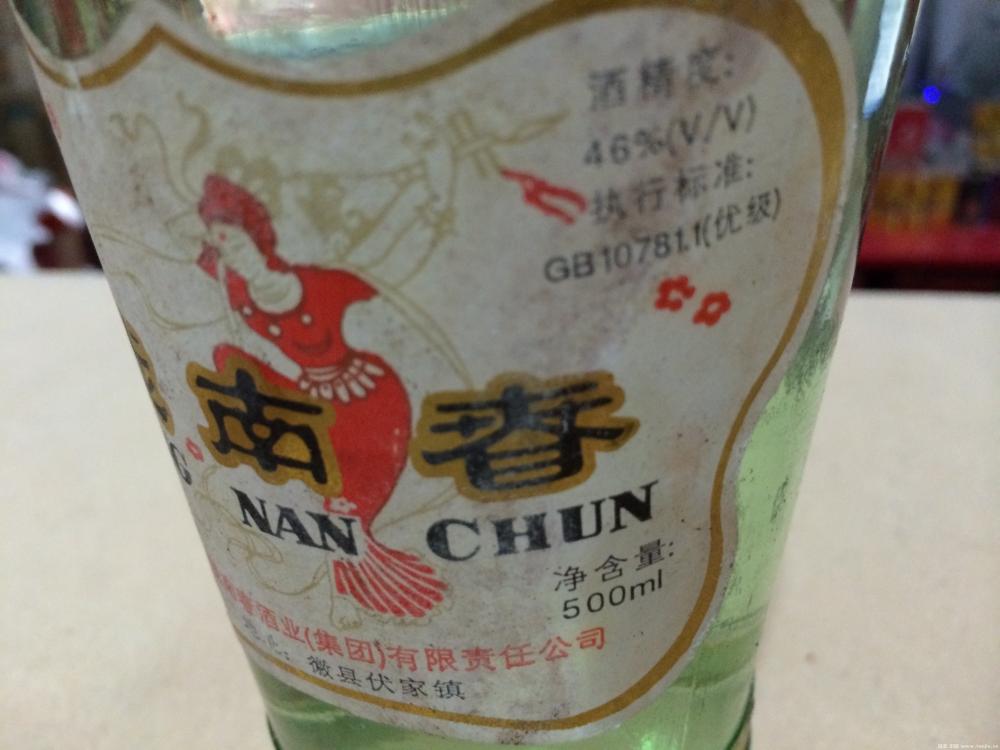 酒精度:
46%(V/V)
执行标准:
GB10781.1(优级)
南春
G NAN CHUN
净含量:
500ml
春酒业(集团)有限责任公司
徽县伏家镇